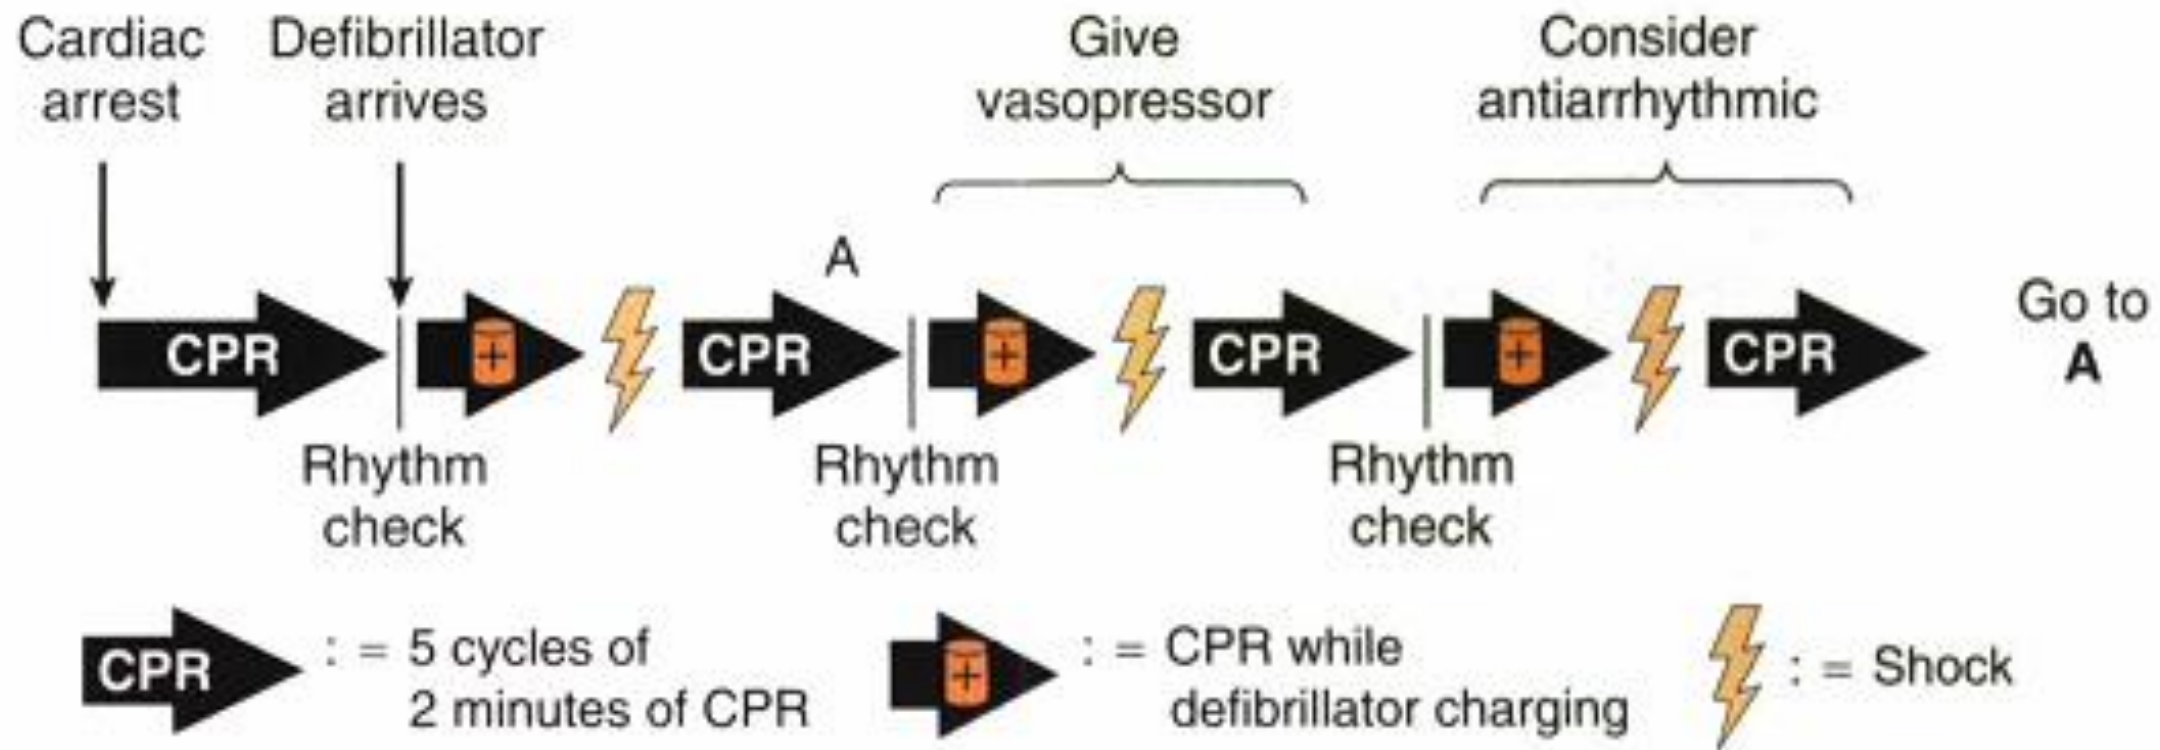 Cardiac
arrest
Defibrillator
arrives
Give
vasopressor
Consider
antiarrhythmic
A
CPR
+
CPR
+
CPR
+
CPR
Go to
A
Rhythm
check
Rhythm
check
Rhythm
check
CPR : = 5 cycles of
2 minutes of CPR
+ : = CPR while
defibrillator charging
: = Shock